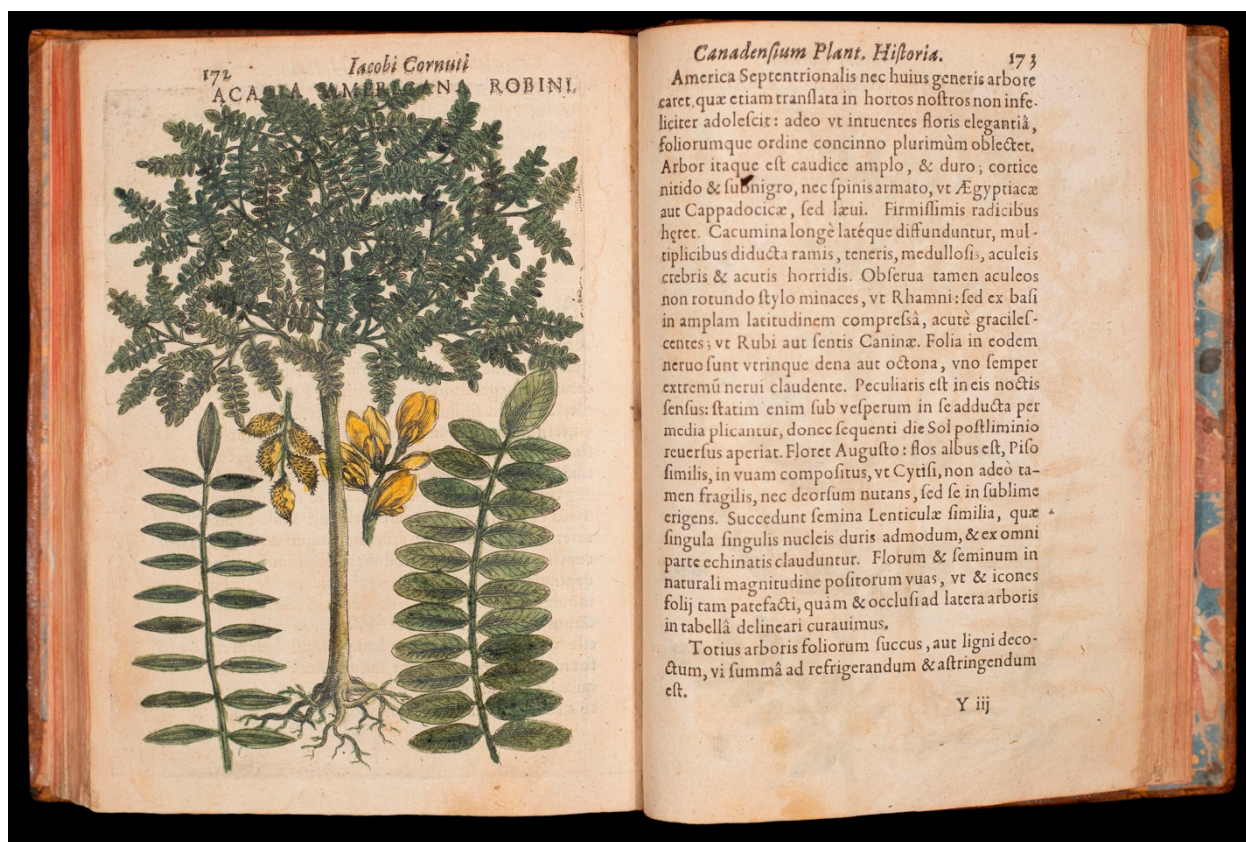 172
Iacobi Cornuti
ACACIA AMERICANA ROBINI.
Canadenſium Plant. Hiſtoria. 173
America Septentrionalis nec huius generis arbore
caret, quæ etiam tranſlata in hortos noſtros non infe-
liciter adoleſcit: adeo vt intuentes floris elegantiâ,
foliorumque ordine concinno plurimùm oblectet.
Arbor itaque eſt caudice amplo, & duro; cortice
nitido & ſubnigro, nec ſpinis armato, vt Ægyptiacæ
aut Cappadocicæ, ſed læui. Firmiſſimis radicibus
hęret. Cacumina longè latéque diffunduntur, mul-
tiplicibus diducta ramis, teneris, medulloſis, aculeis
crebris & acutis horridis. Obſerua tamen aculeos
non rotundo ſtylo minaces, vt Rhamni: ſed ex baſi
in amplam latitudinem compreſsâ, acutè gracileſ-
centes; vt Rubi aut ſentis Caninæ. Folia in eodem
neruo ſunt vtrinque dena aut octona, vno ſemper
extremū nerui claudente. Peculiaris eſt in eis noctis
ſenſus: ſtatim enim ſub veſperum in ſe adducta per
media plicantur, donec ſequenti die Sol poſtliminio
reuerſus aperiat. Floret Auguſto: flos albus eſt, Piſo
ſimilis, in vuam compoſitus, vt Cytiſi, non adeò ta-
men fragilis, nec deorſum nutans, ſed ſe in ſublime
erigens. Succedunt ſemina Lenticulæ ſimilia, quæ
ſingula ſingulis nucleis duris admodum, & ex omni
parte echinatis clauduntur. Florum & ſeminum in
naturali magnitudine poſitorum vuas, vt & icones
folij tam patefacti, quàm & occluſi ad latera arboris
in tabellâ delineari curauimus.
Totius arboris foliorum ſuccus, aut ligni deco-
ctum, vi ſummâ ad refrigerandum & aſtringendum
eſt.
Y iij